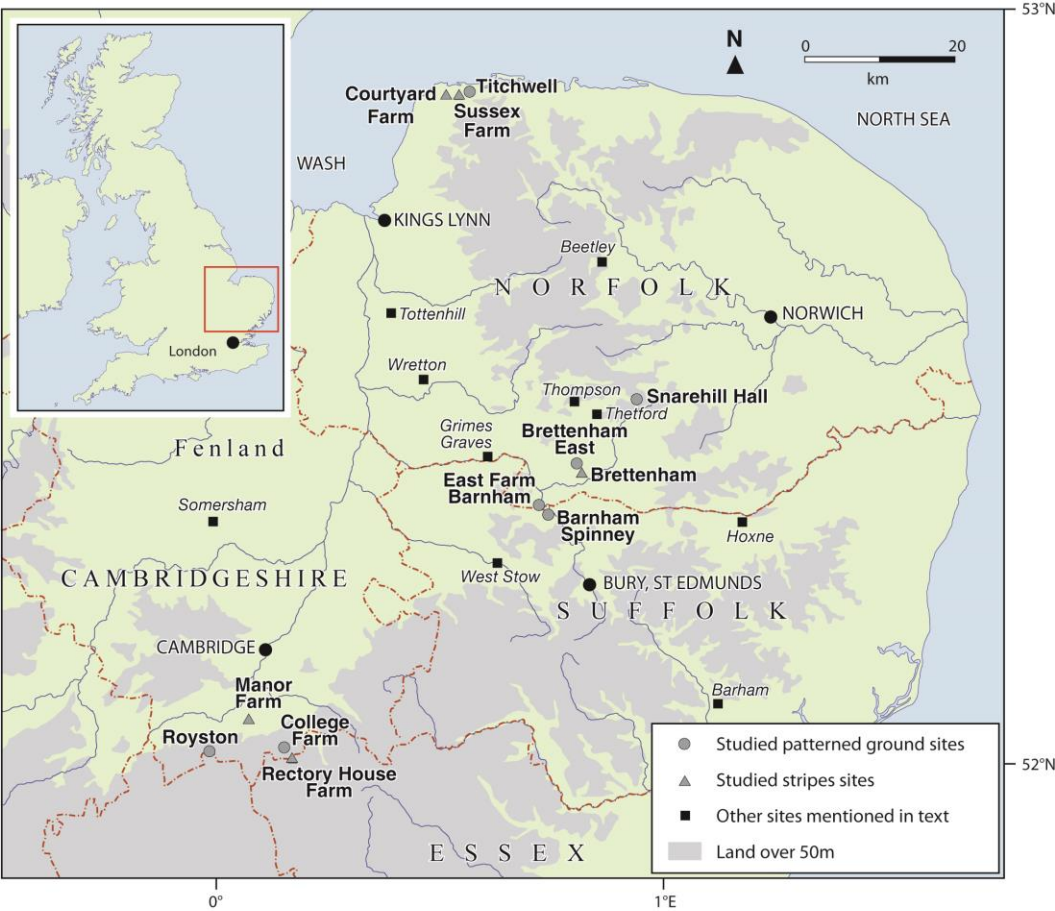 53°N
N
0 20
km
Courtyard
Farm
Titchwell
Sussex
Farm
NORTH SEA
WASH
KINGS LYNN
Beetley
NORFOLK
Tottenhill
NORWICH
London
Wretton
Thompson
Snarehill Hall
Thetford
Grimes
Graves
Brettenham
East
Fenland
Brettenham
East Farm
Barnham
Somersham
Barnham
Spinney
Hoxne
West Stow
CAMBRIDGESHIRE
BURY, ST EDMUNDS
SUFFOLK
CAMBRIDGE
Manor
Farm
Barham
Royston
College
Farm
Rectory House
Farm
Studied patterned ground sites
52°N
Studied stripes sites
Other sites mentioned in text
Land over 50m
ESSEX
0°
1°E